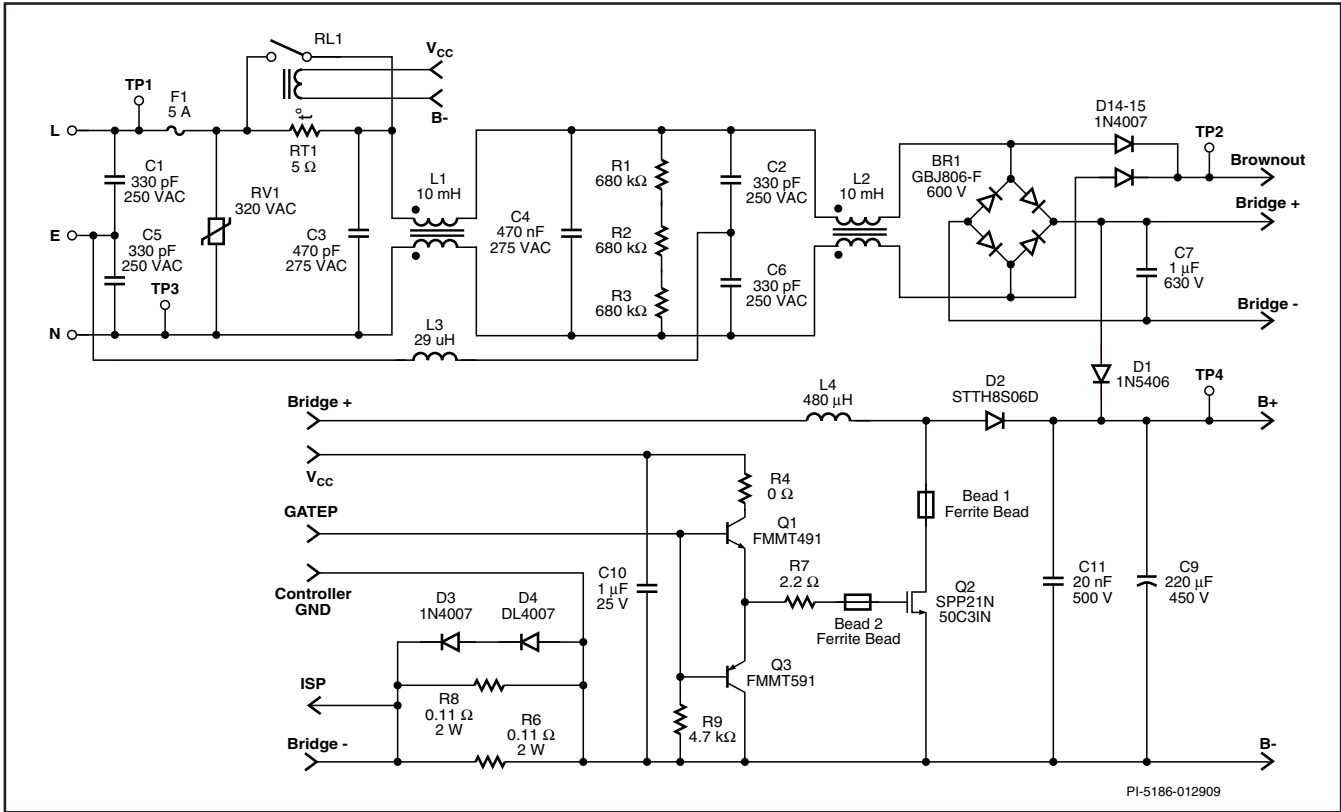 RL1
V_CC
B-
TP1
F1
5 A
L
t°
RT1
5 Ω
C1
330 pF
250 VAC
RV1
320 VAC
E
C5
330 pF
250 VAC
C3
470 pF
275 VAC
TP3
N
L1
10 mH
L3
29 uH
C4
470 nF
275 VAC
R1
680 kΩ
R2
680 kΩ
R3
680 kΩ
C2
330 pF
250 VAC
C6
330 pF
250 VAC
L2
10 mH
BR1
GBJ806-F
600 V
D14-15
1N4007
TP2
Brownout
Bridge +
C7
1 µF
630 V
Bridge -
D1
1N5406
TP4
B+
Bridge +
L4
480 µH
D2
STTH8S06D
V_CC
R4
0 Ω
GATEP
Q1
FMMT491
Bead 1
Ferrite Bead
Controller
GND
C10
1 µF
25 V
R7
2.2 Ω
Bead 2
Ferrite Bead
Q2
SPP21N
50C3IN
C11
20 nF
500 V
C9
220 µF
450 V
D3
1N4007
D4
DL4007
Q3
FMMT591
ISP
R8
0.11 Ω
2 W
R6
0.11 Ω
2 W
R9
4.7 kΩ
Bridge -
B-
PI-5186-012909